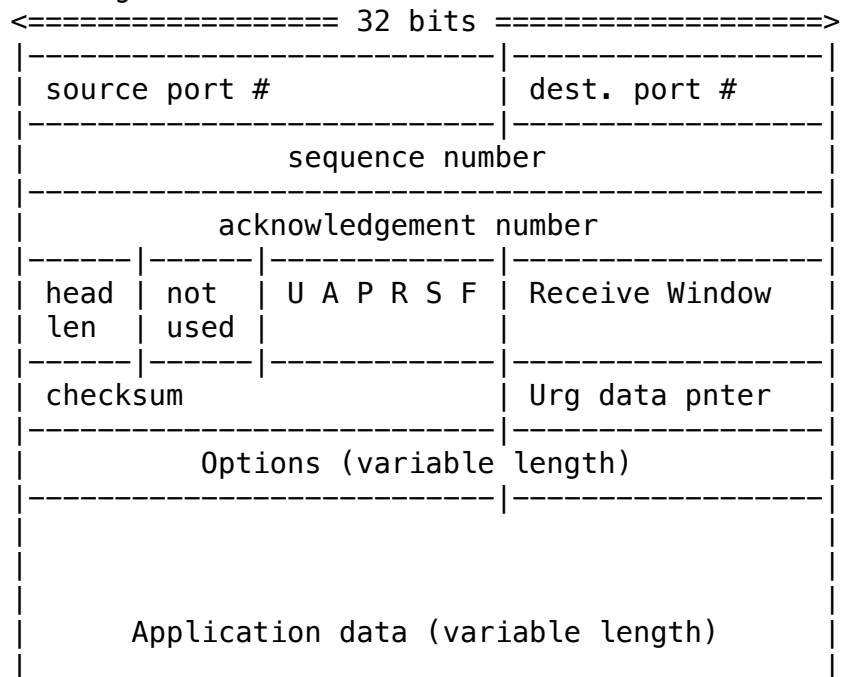 <================== 32 bits ===================>
|---------------------------|------------------|
| source port # | dest. port # |
|---------------------------|------------------|
| sequence number |
|----------------------------------------------|
| acknowledgement number |
|------|------|-------------|------------------|
| head | not | U A P R S F | Receive Window |
| len | used | | |
|------|------|-------------|------------------|
| checksum | Urg data pnter |
|---------------------------|------------------|
| Options (variable length) |
|---------------------------|------------------|
| |
| |
| |
| Application data (variable length) |
| |